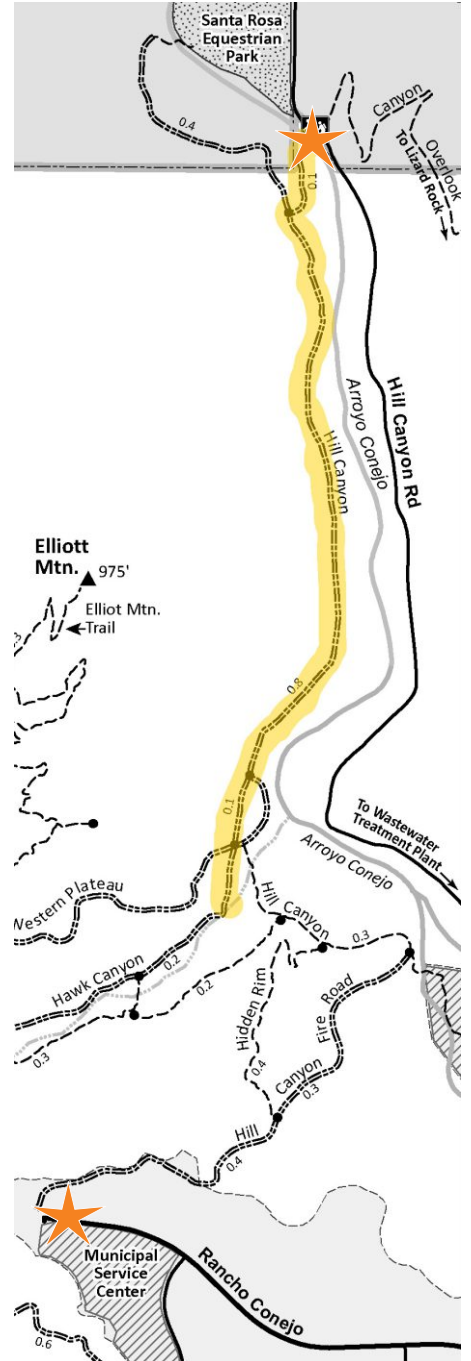 Santa Rosa
Equestrian
Park
0.4
Canyon
Overlook
To Lizard Rock
0.1
Hill Canyon Rd
Arroyo Conejo
Hill Canyon
Elliott
Mtn.
975'
Elliot Mtn.
Trail
0.8
0.1
To Wastewater
Treatment Plant
Arroyo Conejo
Western Plateau
Hill Canyon
0.3
0.2
Hawk Canyon
0.2
0.3
Hidden Rim
0.4
Hill Canyon Fire Road
0.3
0.4
Municipal
Service
Center
Rancho Conejo
0.6